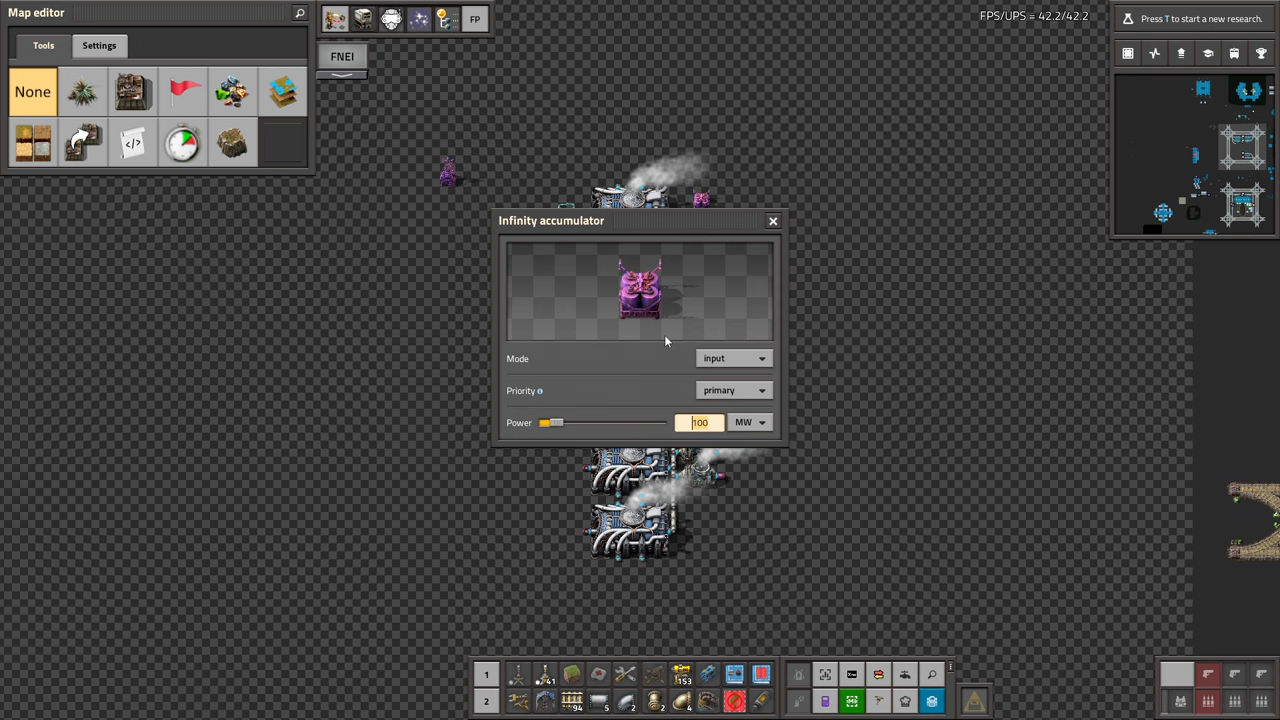 Map editor
FP
FPS/UPS = 42.2/42.2
Press T to start a new research.
Tools
Settings
FNEI
None
</>
Infinity accumulator
Mode
input
Priority
primary
Power
100
MW
1
41
153
2
94
5
2
2
4